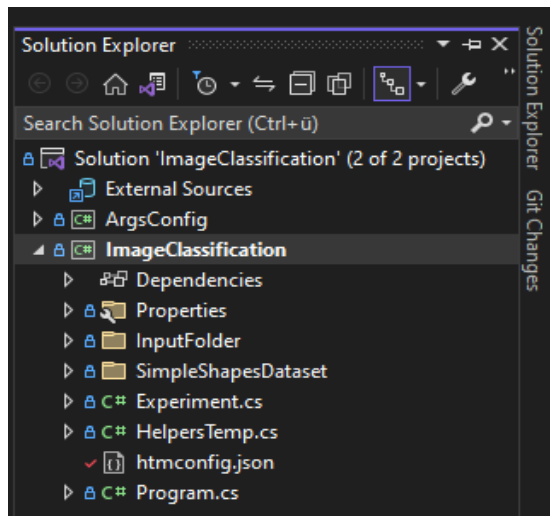 Solution Explorer
Search Solution Explorer (Ctrl+ü)
Solution 'ImageClassification' (2 of 2 projects)
External Sources
C# ArgsConfig
C# ImageClassification
Dependencies
Properties
InputFolder
SimpleShapesDataset
C# Experiment.cs
C# HelpersTemp.cs
htmconfig.json
C# Program.cs
Solution Explorer
Git Changes